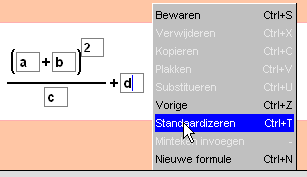 (a+b)2
c
+d
Bewaren Ctrl+S
Verwijderen Ctrl+X
Kopieren Ctrl+C
Plakken Ctrl+V
Substitueren Ctrl+U
Vorige Ctrl+Z
Standaardizeren Ctrl+T
Minteken invoegen -
Nieuwe formule Ctrl+N